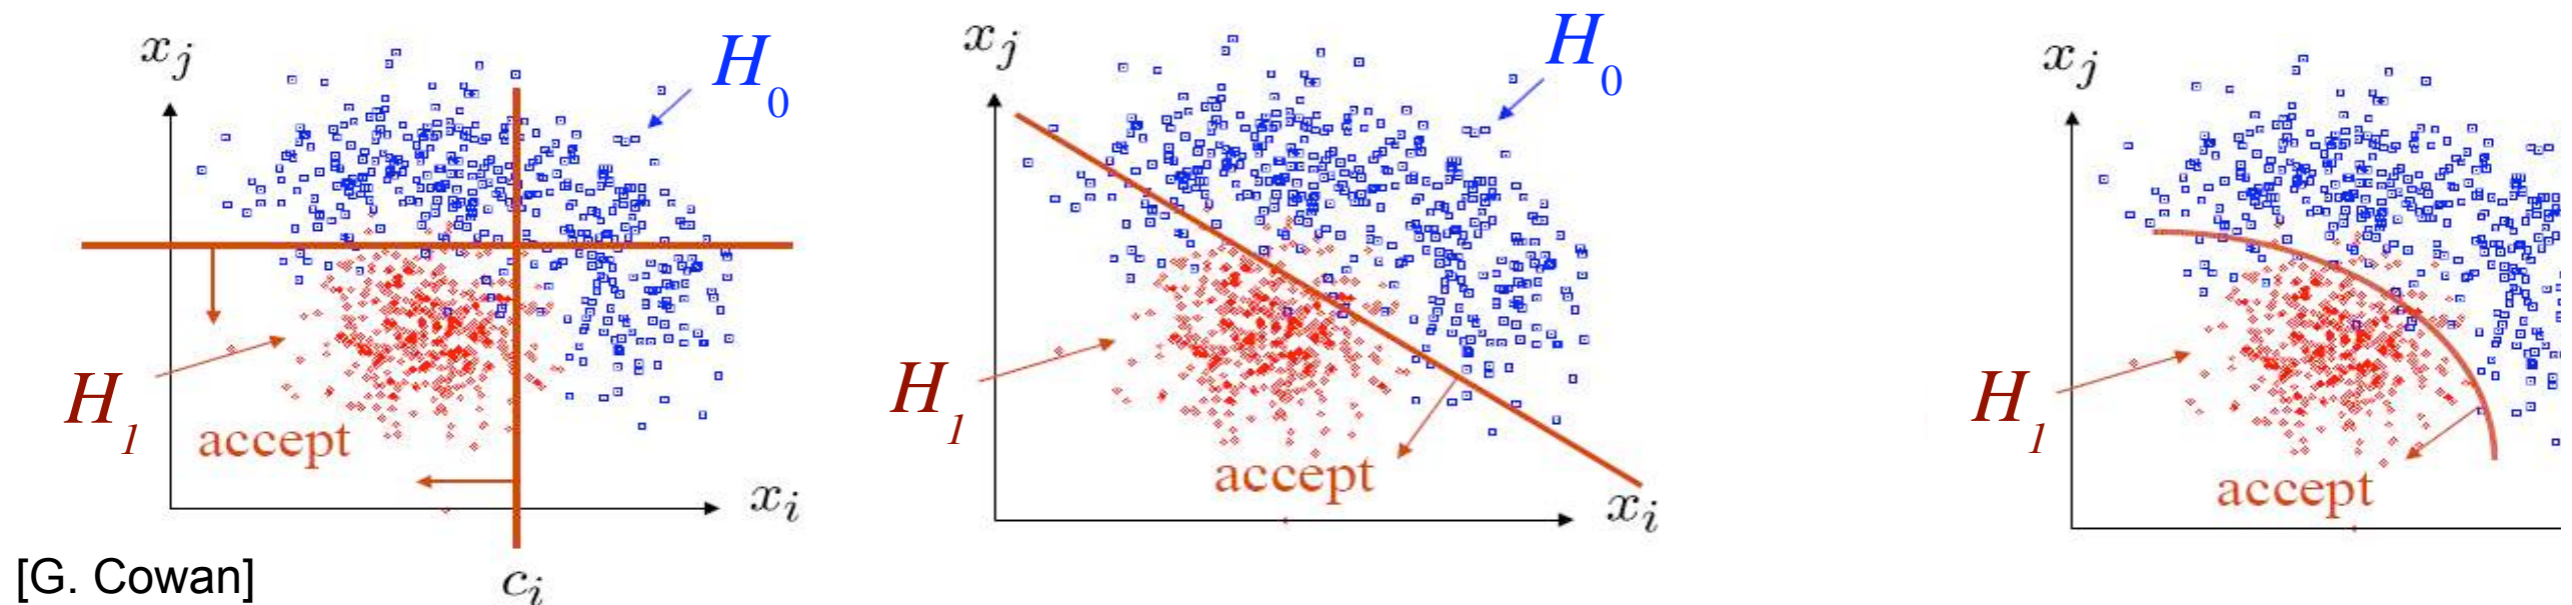 x_j
H_0
H_1
accept
x_i
c_i
[G. Cowan]
x_j
H_0
H_1
accept
x_i
x_j
H_1
accept